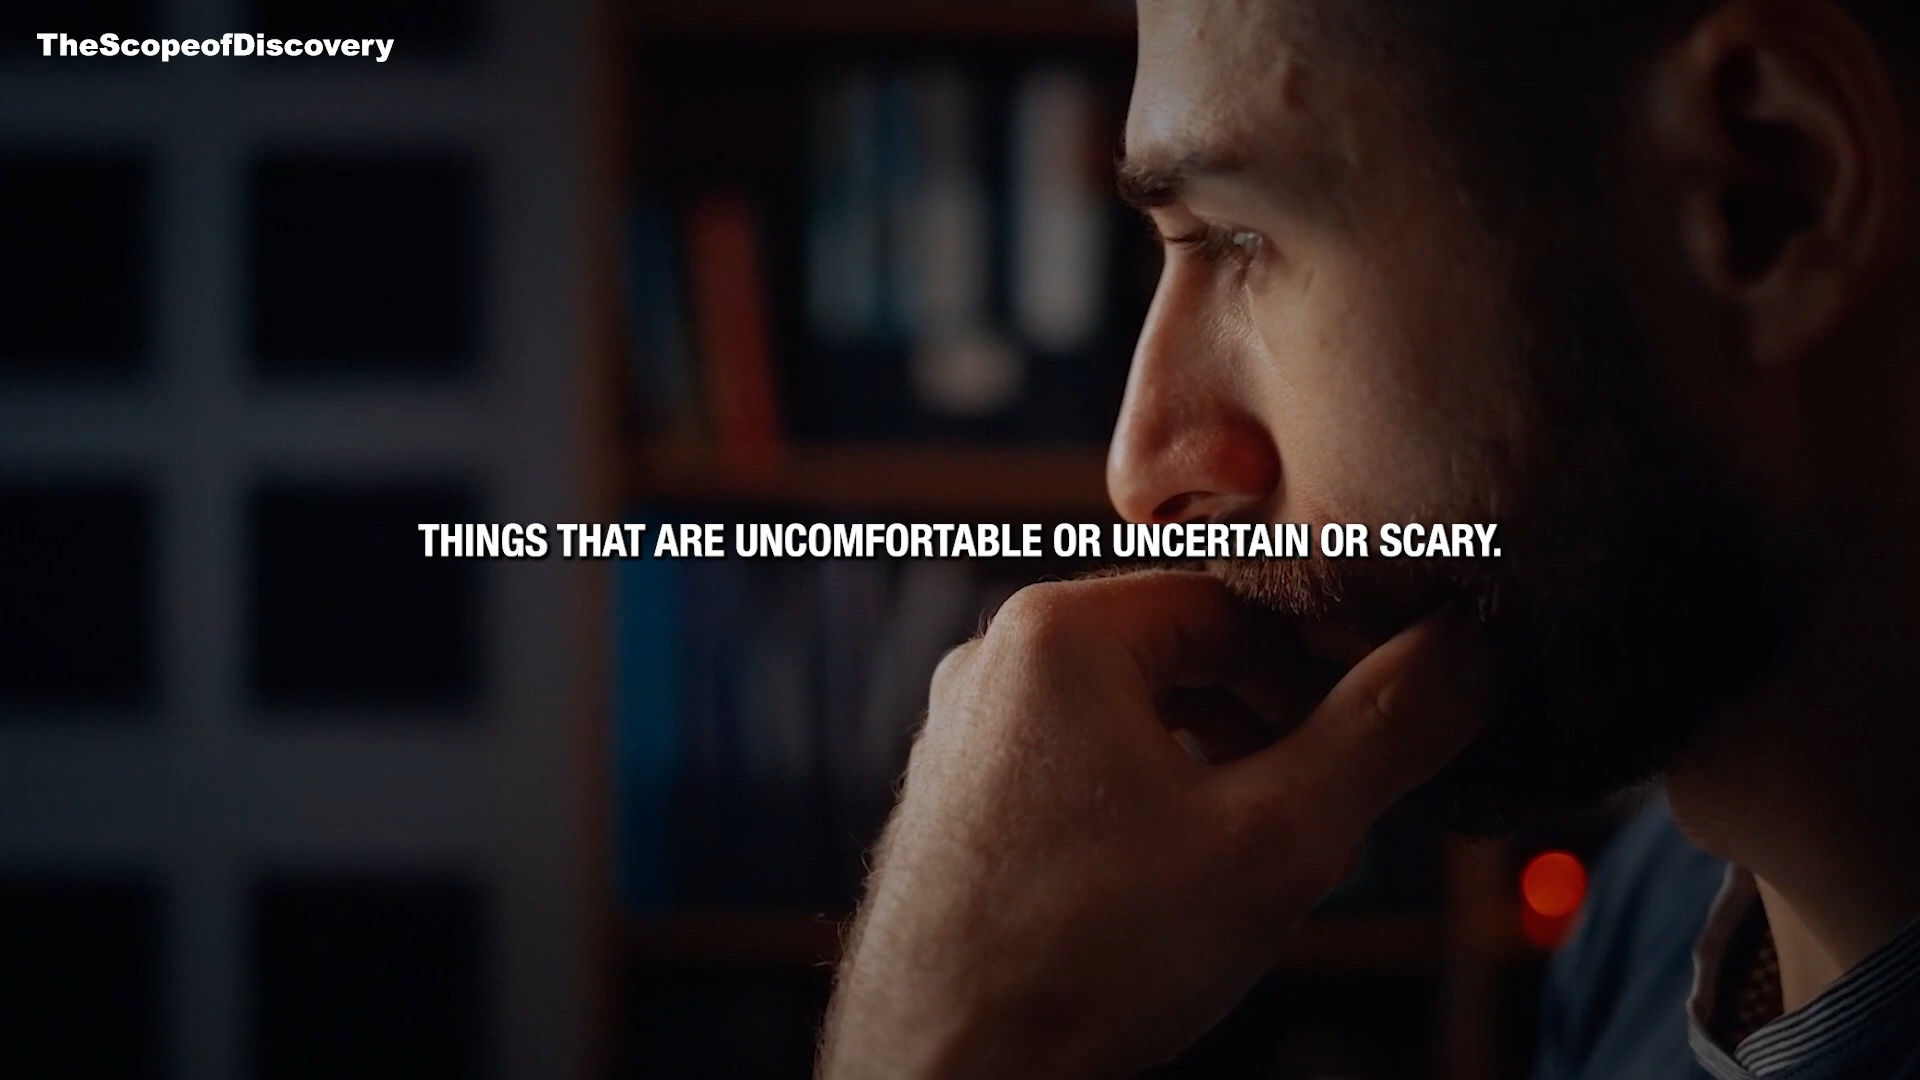 TheScopeofDiscovery
THINGS THAT ARE UNCOMFORTABLE OR UNCERTAIN OR SCARY.